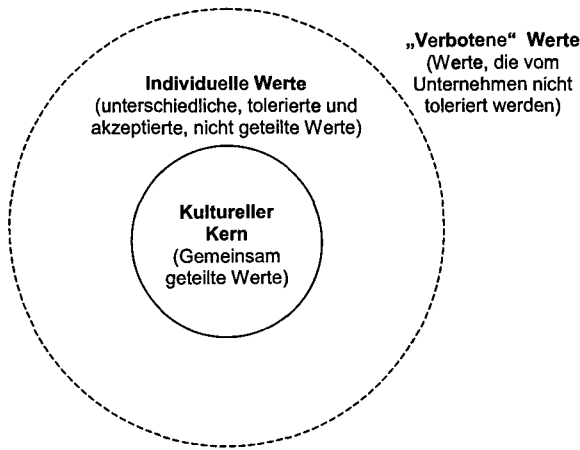 „Verbotene“ Werte
(Werte, die vom
Unternehmen nicht
toleriert werden)
Individuelle Werte
(unterschiedliche, tolerierte und
akzeptierte, nicht geteilte Werte)
Kultureller
Kern
(Gemeinsam
geteilte Werte)